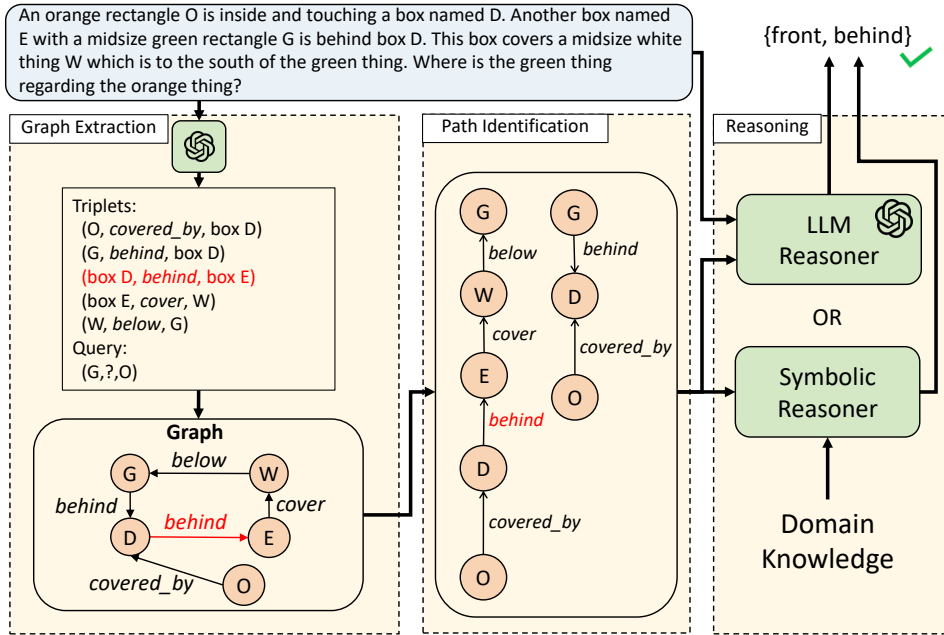 An orange rectangle O is inside and touching a box named D. Another box named
E with a midsize green rectangle G is behind box D. This box covers a midsize white
thing W which is to the south of the green thing. Where is the green thing
regarding the orange thing?
{front, behind}
Graph Extraction
Triplets:
(O, covered_by, box D)
(G, behind, box D)
(box D, behind, box E)
(box E, cover, W)
(W, below, G)
Query:
(G,?,O)
Graph
G
below
W
behind
behind
cover
D
E
covered_by
O
Path Identification
G
below
W
cover
E
behind
D
covered_by
O
G
behind
D
covered_by
O
Reasoning
LLM
Reasoner
OR
Symbolic
Reasoner
Domain
Knowledge